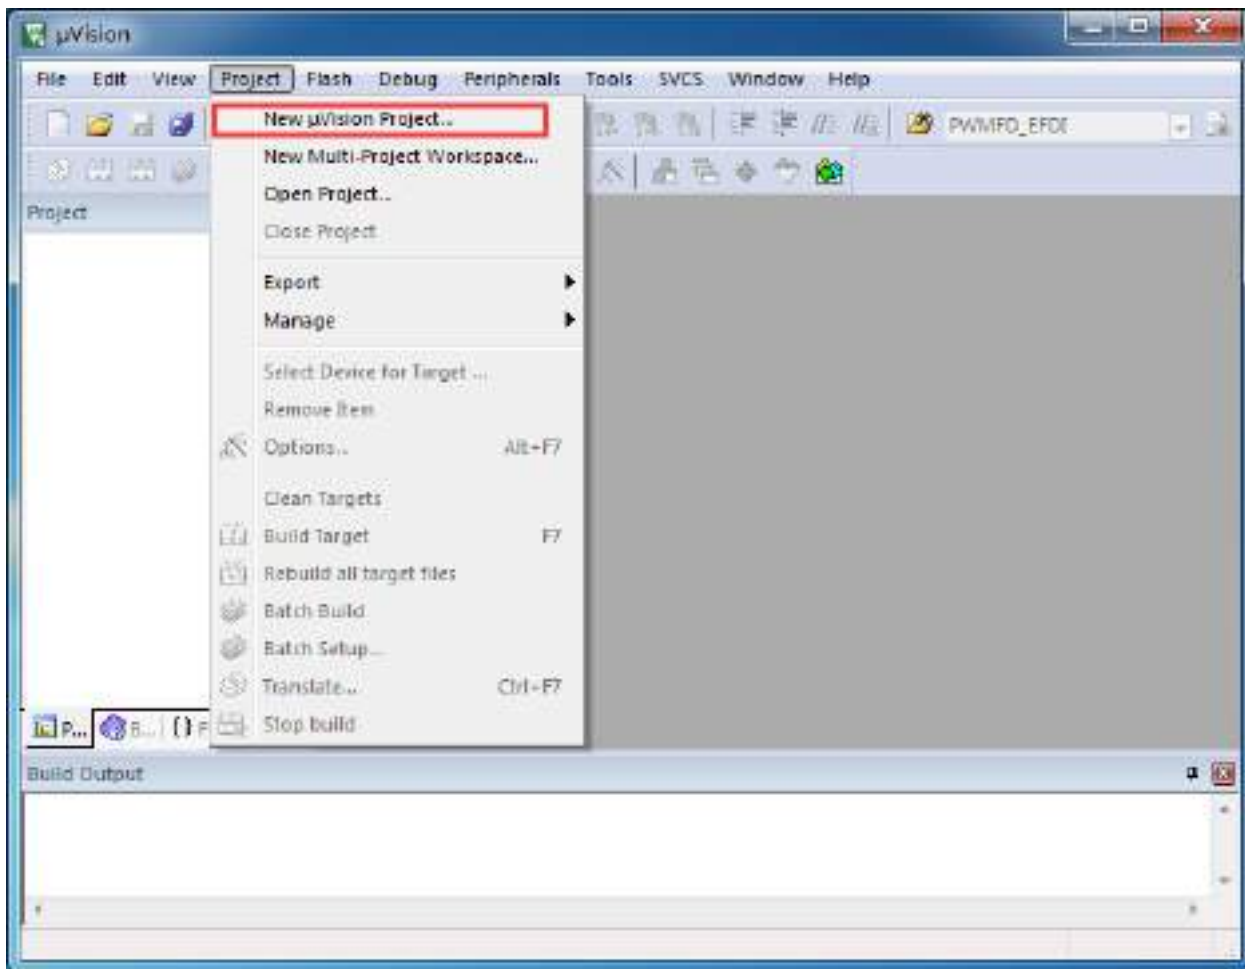 µVision
File Edit View Project Flash Debug Peripherals Tools SVCS Window Help
New µVision Project...
PWMFD_EFDI
New Multi-Project Workspace...
Open Project...
Project
Close Project
Export
Manage
Select Device for Target ...
Remove Item
Options... Alt+F7
Clean Targets
Build Target F7
Rebuild all target files
Batch Build
Batch Setup...
Translate... Ctrl+F7
Stop build
P... B... {} F
Build Output